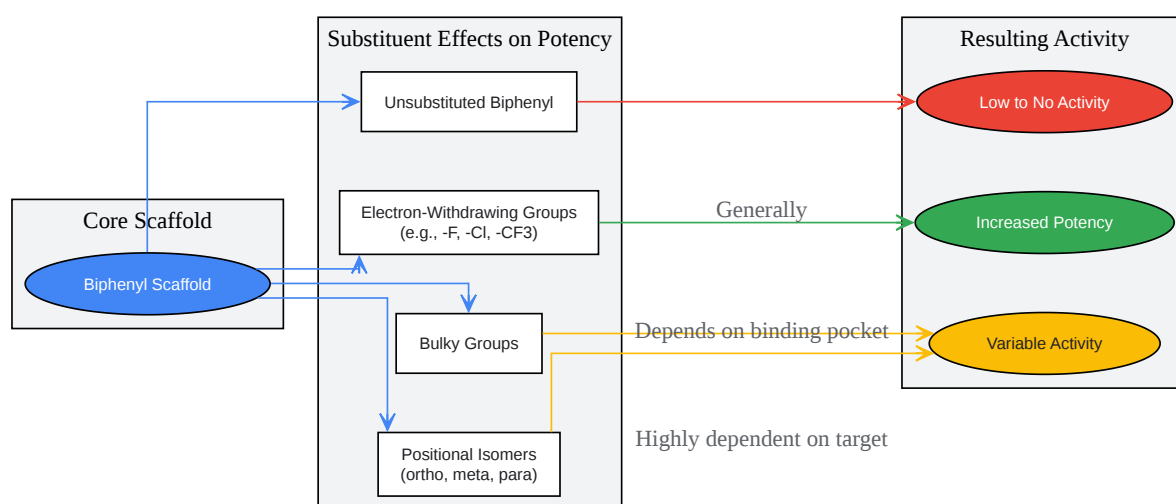 Substituent Effects on Potency
Resulting Activity
Unsubstituted Biphenyl
Low to No Activity
Core Scaffold
Biphenyl Scaffold
Electron-Withdrawing Groups
(e.g., -F, -Cl, -CF3)
Generally
Increased Potency
Bulky Groups
Depends on binding pocket
Variable Activity
Positional Isomers
(ortho, meta, para)
Highly dependent on target